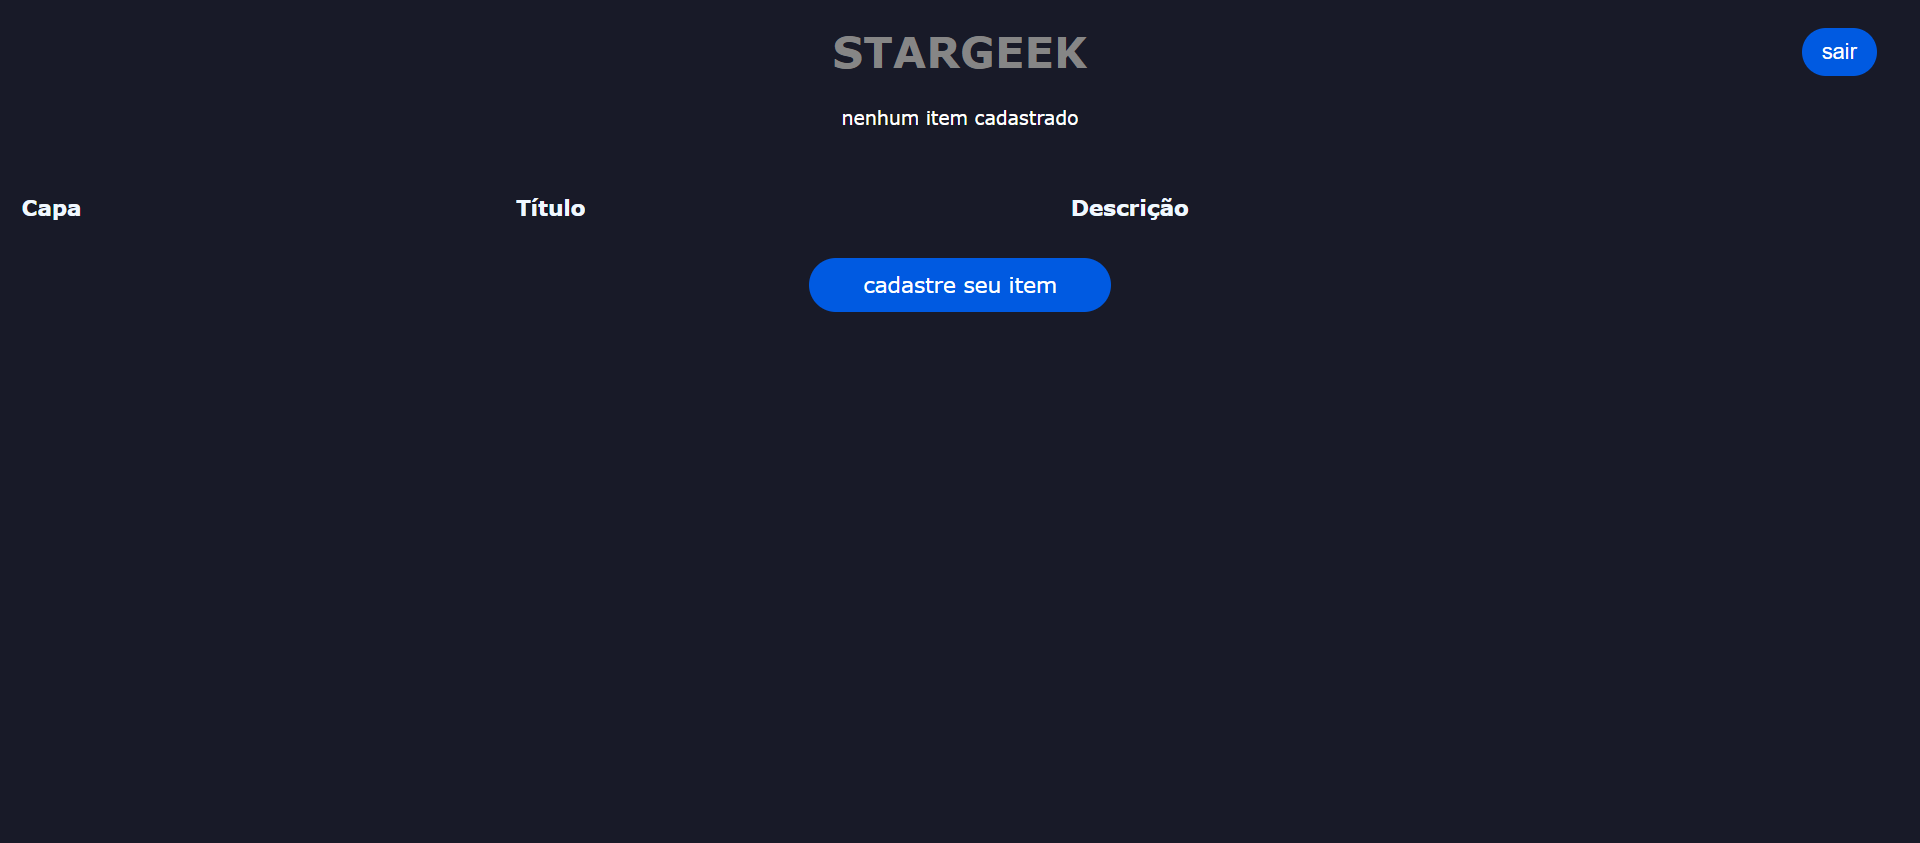 STARGEEK
sair
nenhum item cadastrado
Capa Título Descrição
cadastre seu item